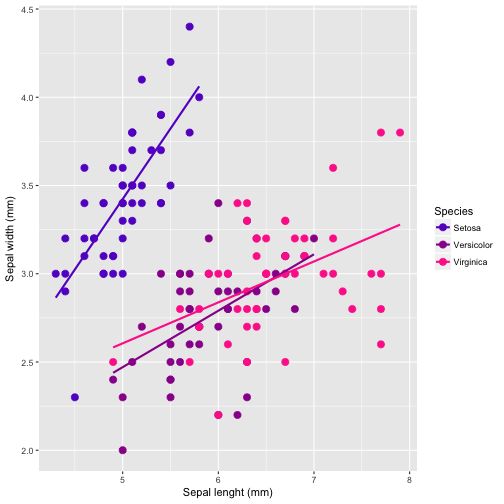 4.5
4.0
3.5
3.0
2.5
2.0
Sepal width (mm)
5
6
7
8
Sepal lenght (mm)
Species
Setosa
Versicolor
Virginica